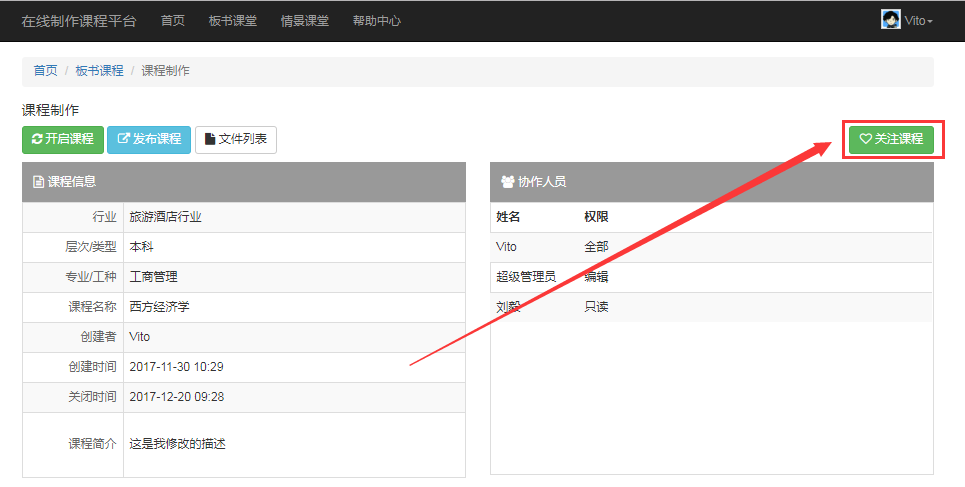 在线制作课程平台 首页 板书课堂 情景课堂 帮助中心 Vito
首页 / 板书课程 / 课程制作
课程制作
开启课程 发布课程 文件列表 关注课程
课程信息 协作人员
行业 旅游酒店行业 姓名 权限
层次/类型 本科 Vito 全部
专业/工种 工商管理 超级管理员 编辑
课程名称 西方经济学 刘毅 只读
创建者 Vito
创建时间 2017-11-30 10:29
关闭时间 2017-12-20 09:28
课程简介 这是我修改的描述